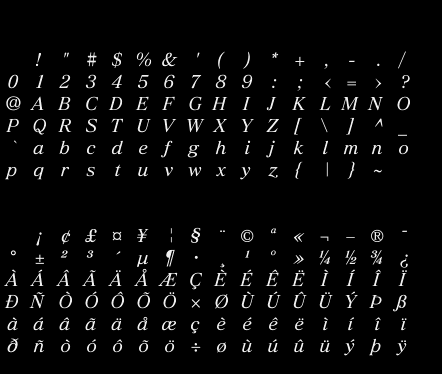 ! " # $ % & ' ( ) * + , - . /
0 1 2 3 4 5 6 7 8 9 : ; < = > ?
@ A B C D E F G H I J K L M N O
P Q R S T U V W X Y Z [ \ ] ^ _
` a b c d e f g h i j k l m n o
p q r s t u v w x y z { | } ~
¡ ¢ £ ¤ ¥ ¦ § ¨ © ª « ¬ – ® ¯
° ± ² ³ ´ µ ¶ · ¸ ¹ º » ¼ ½ ¾ ¿
À Á Â Ã Ä Å Æ Ç È É Ê Ë Ì Í Î Ï
Ð Ñ Ò Ó Ô Õ Ö × Ø Ù Ú Û Ü Ý Þ ß
à á â ã ä å æ ç è é ê ë ì í î ï
ð ñ ò ó ô õ ö ÷ ø ù ú û ü ý þ ÿ